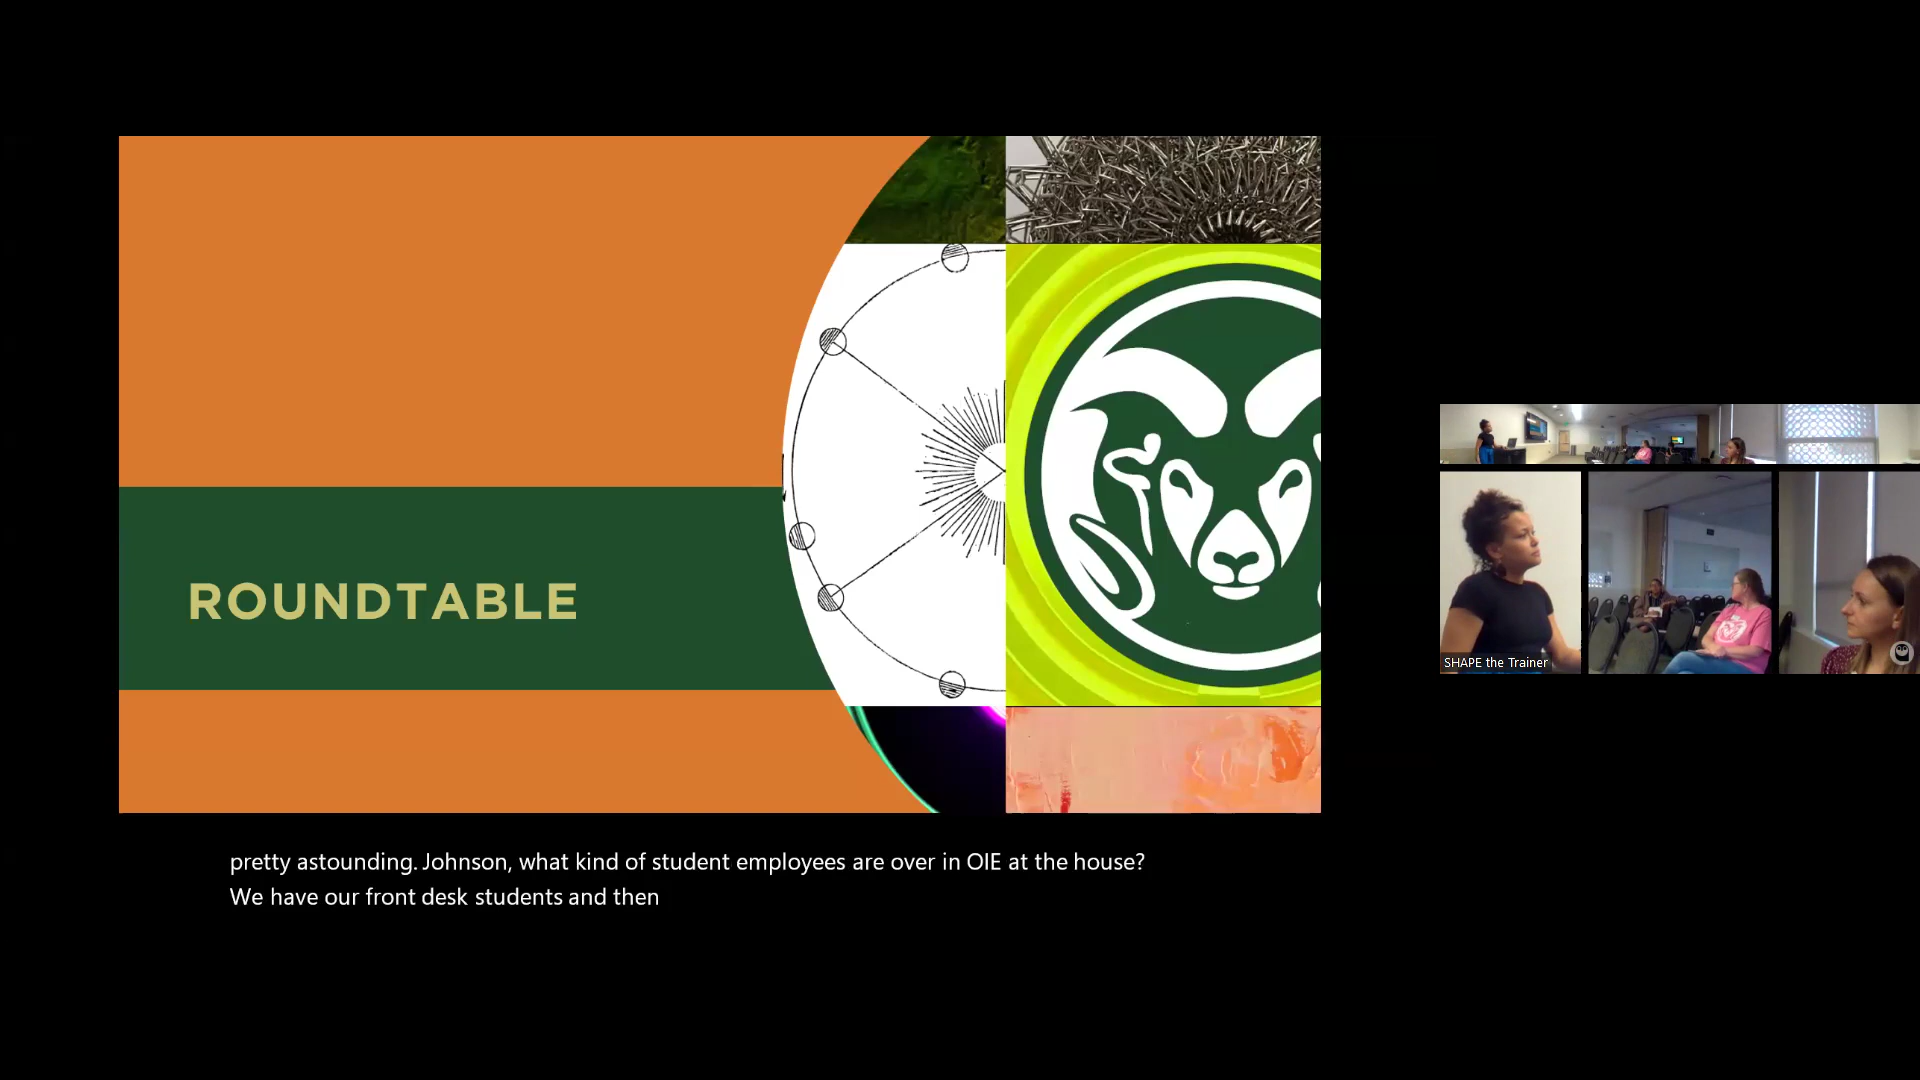 ROUNDTABLE
SHAPE the Trainer
pretty astounding. Johnson, what kind of student employees are over in OIE at the house?
We have our front desk students and then